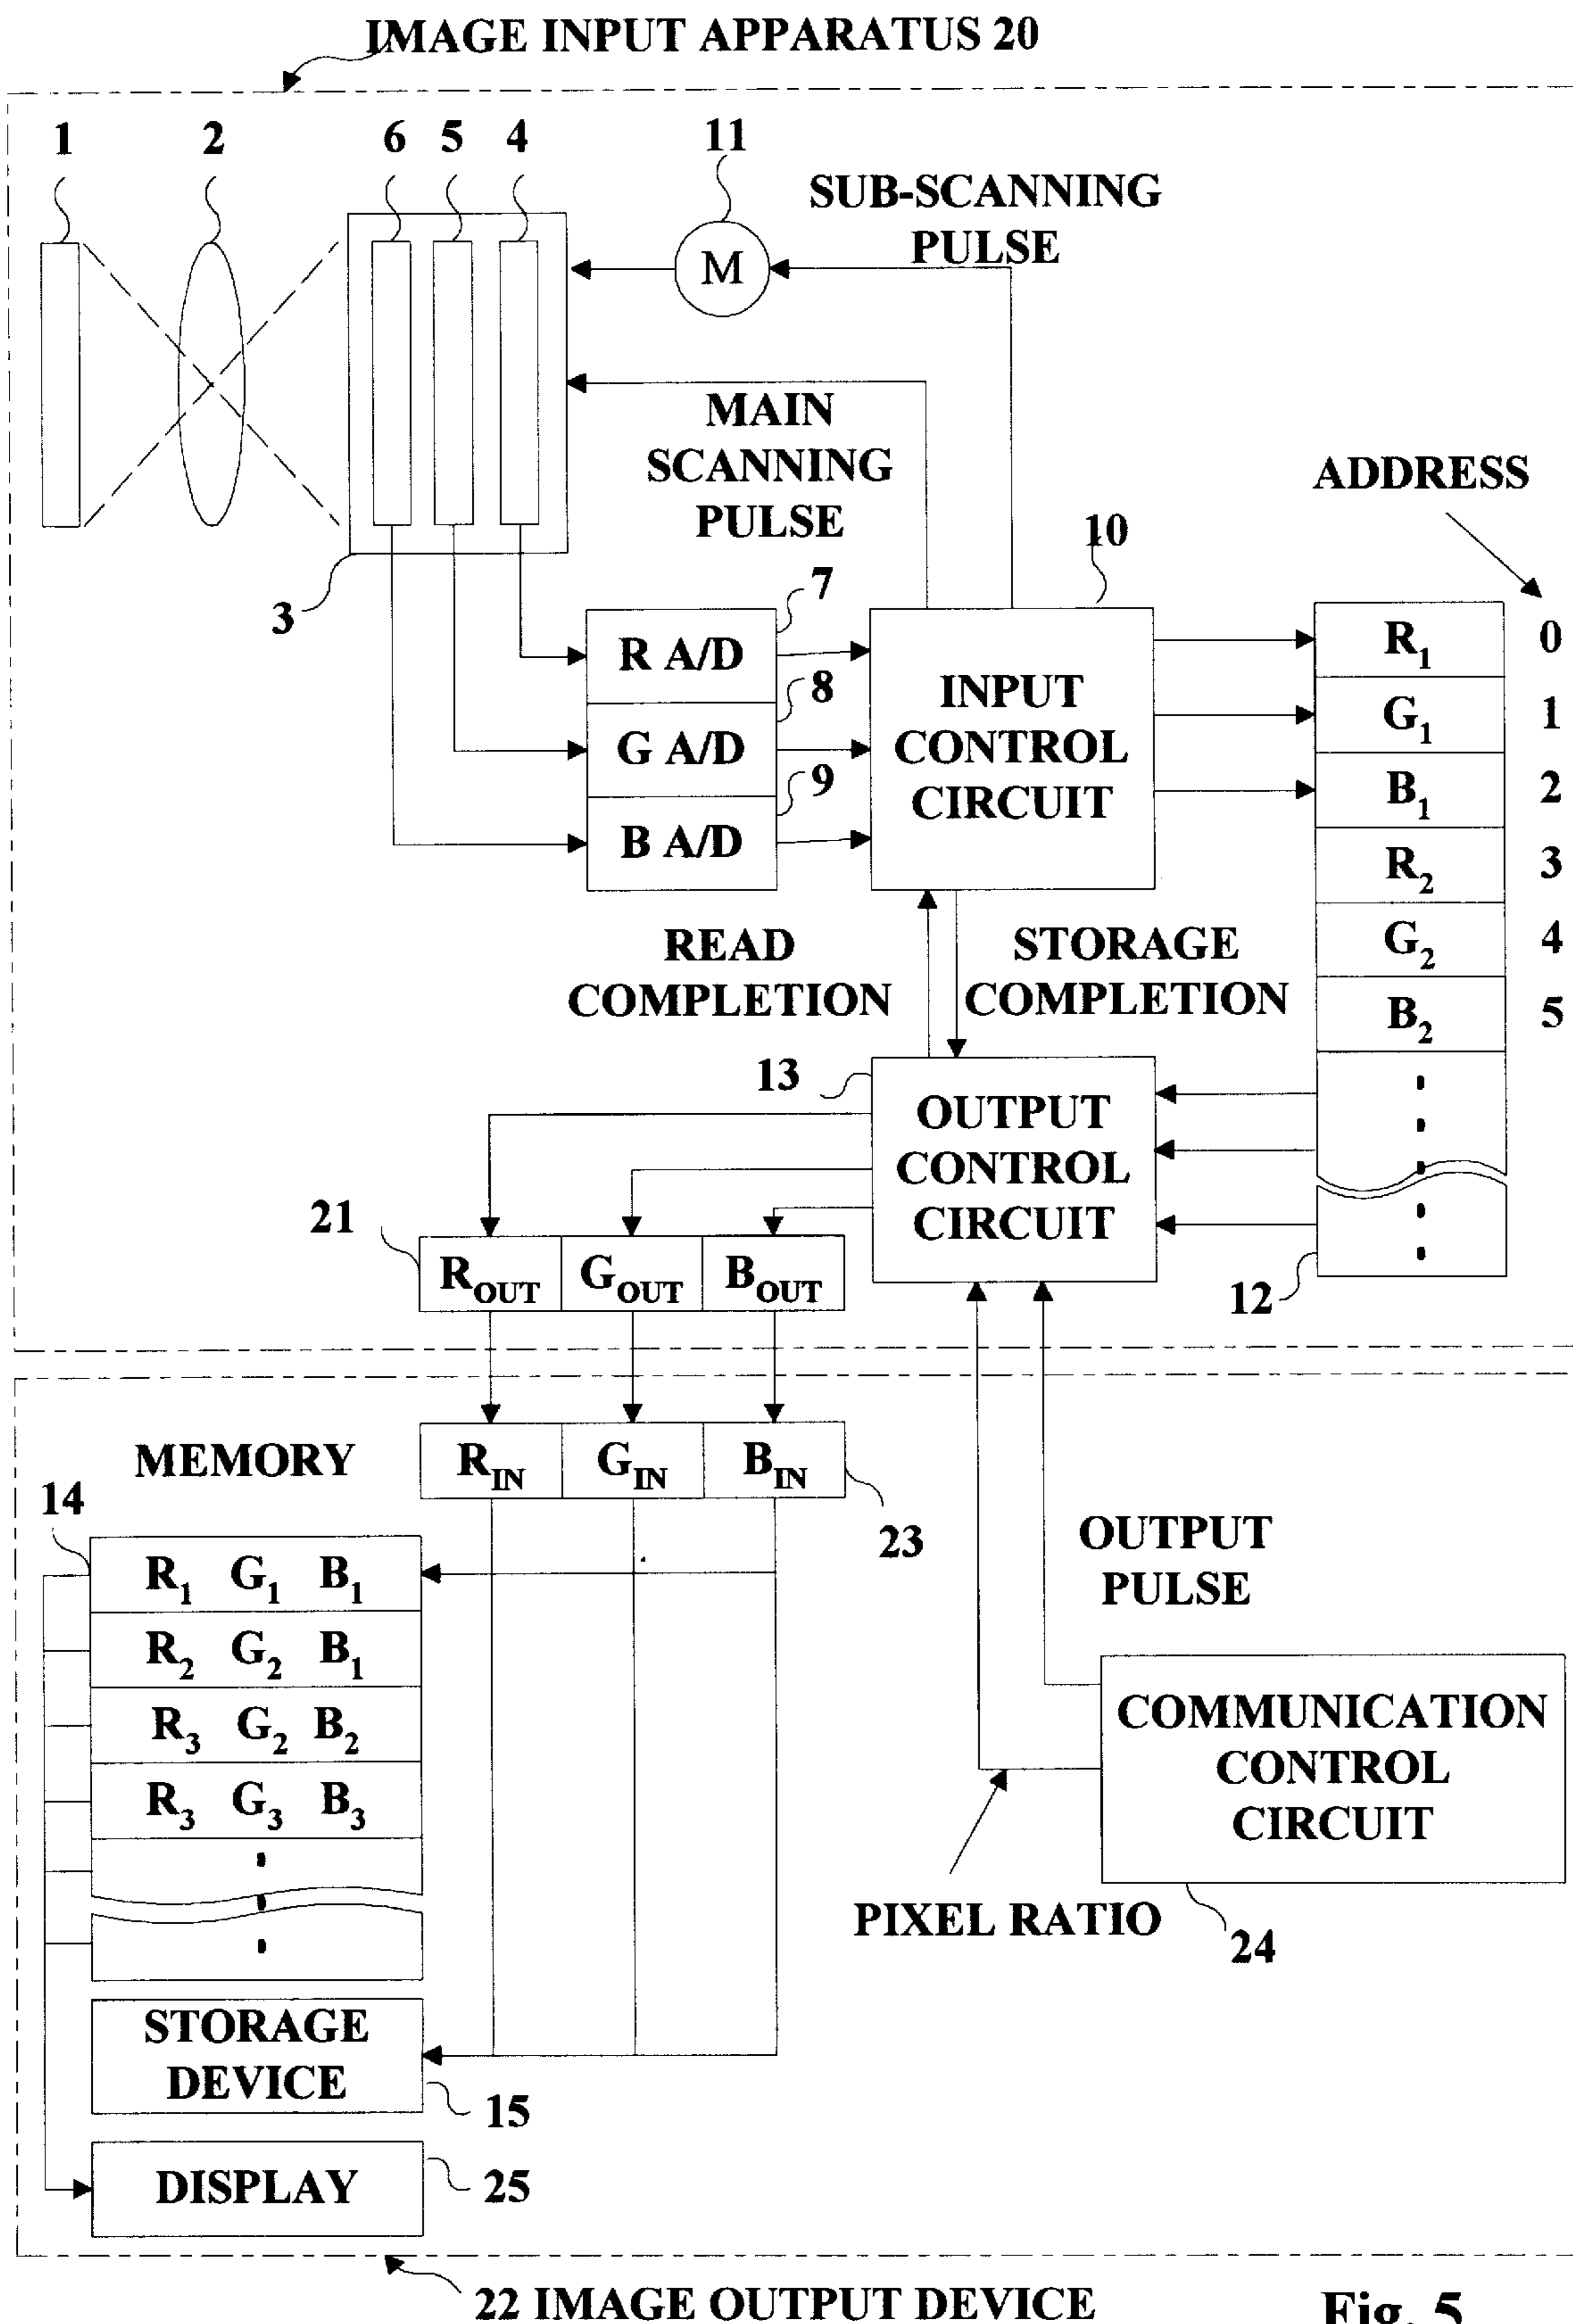 IMAGE INPUT APPARATUS 20
1 2 6 5 4 11
SUB-SCANNING
PULSE
M
MAIN
SCANNING
PULSE
ADDRESS
10
3
7
R A/D
8
G A/D
9
B A/D
INPUT
CONTROL
CIRCUIT
R1 0
G1 1
B1 2
R2 3
G2 4
B2 5
READ
COMPLETION
STORAGE
COMPLETION
13
OUTPUT
CONTROL
CIRCUIT
12
21
ROUT GOUT BOUT
MEMORY
RIN GIN BIN
23
14
R1 G1 B1
R2 G2 B1
R3 G2 B2
R3 G3 B3
OUTPUT
PULSE
COMMUNICATION
CONTROL
CIRCUIT
PIXEL RATIO
24
STORAGE
DEVICE
15
DISPLAY
25
22 IMAGE OUTPUT DEVICE
Fig. 5